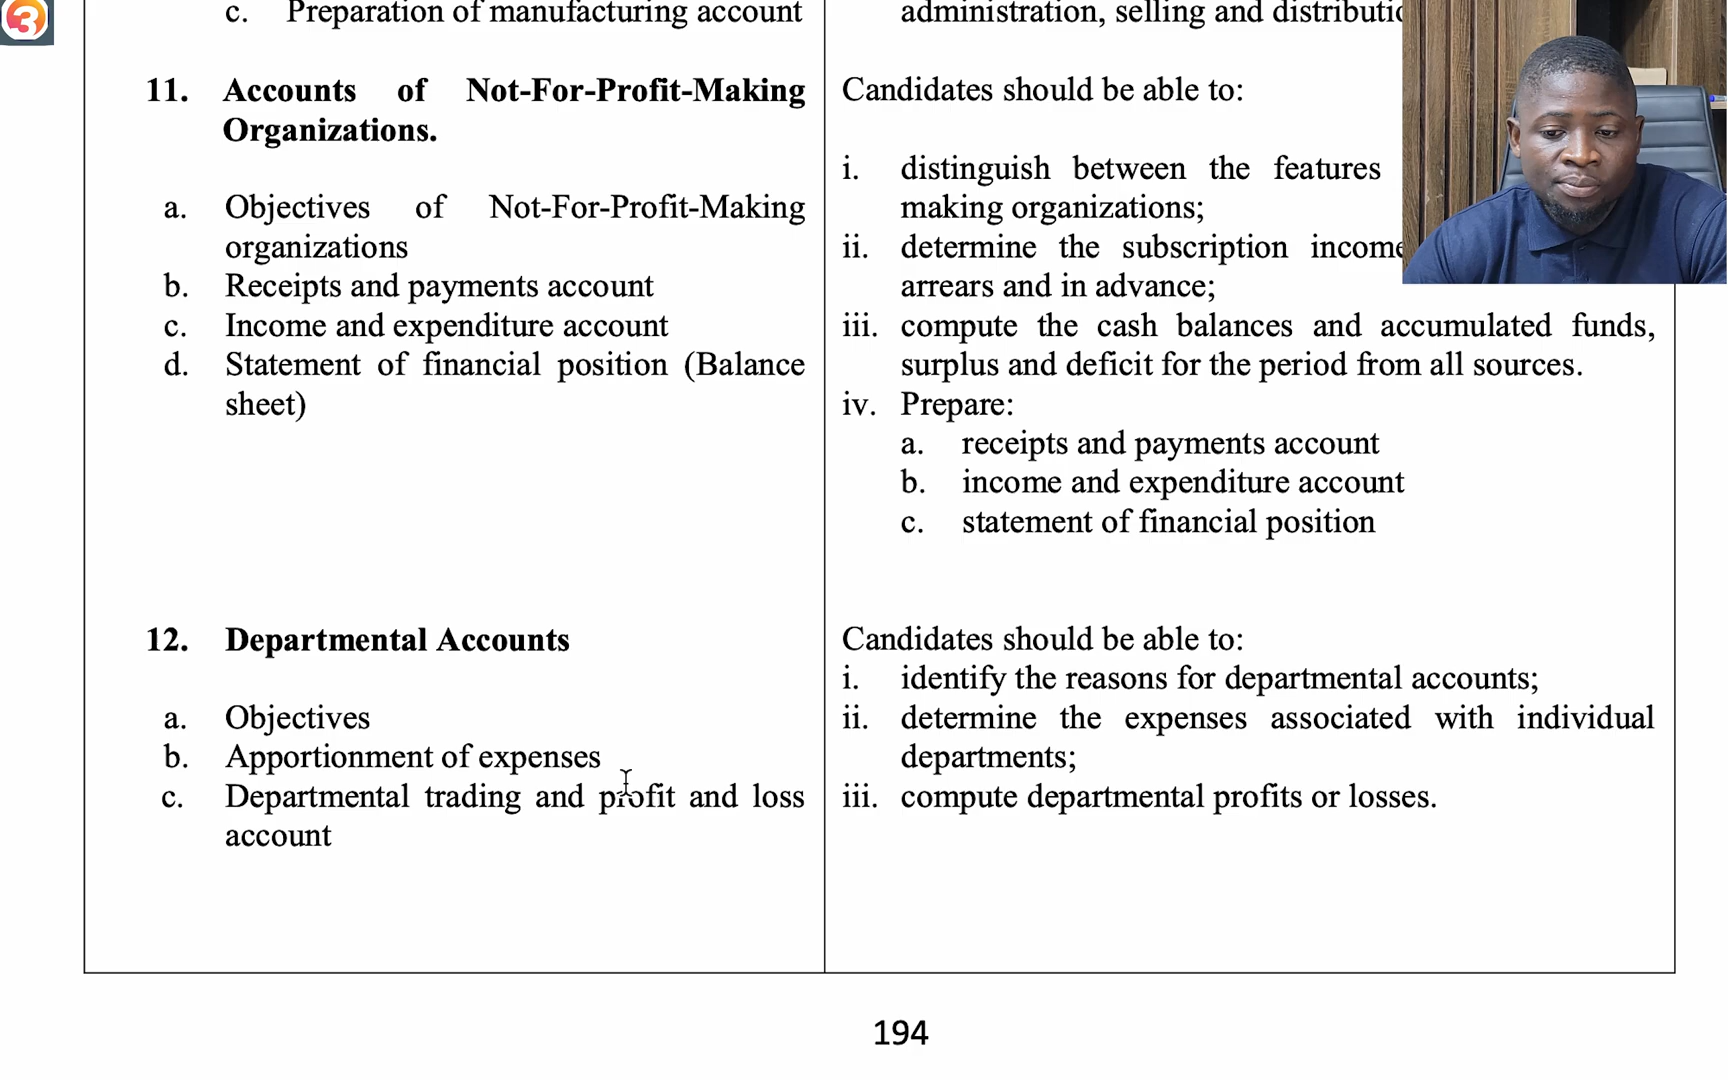 3
c. Preparation of manufacturing account
administration, selling and
11. Accounts of Not-For-Profit-Making
Organizations.
a. Objectives of Not-For-Profit-Making
organizations
b. Receipts and payments account
c. Income and expenditure account
d. Statement of financial position (Balance
sheet)
Candidates should be able to:
i. distinguish between the features
making organizations;
ii. determine the subscription income
arrears and in advance;
iii. compute the cash balances and accumulated funds,
surplus and deficit for the period from all sources.
iv. Prepare:
a. receipts and payments account
b. income and expenditure account
c. statement of financial position
12. Departmental Accounts
a. Objectives
b. Apportionment of expenses
c. Departmental trading and profit and loss
account
Candidates should be able to:
i. identify the reasons for departmental accounts;
ii. determine the expenses associated with individual
departments;
iii. compute departmental profits or losses.
194